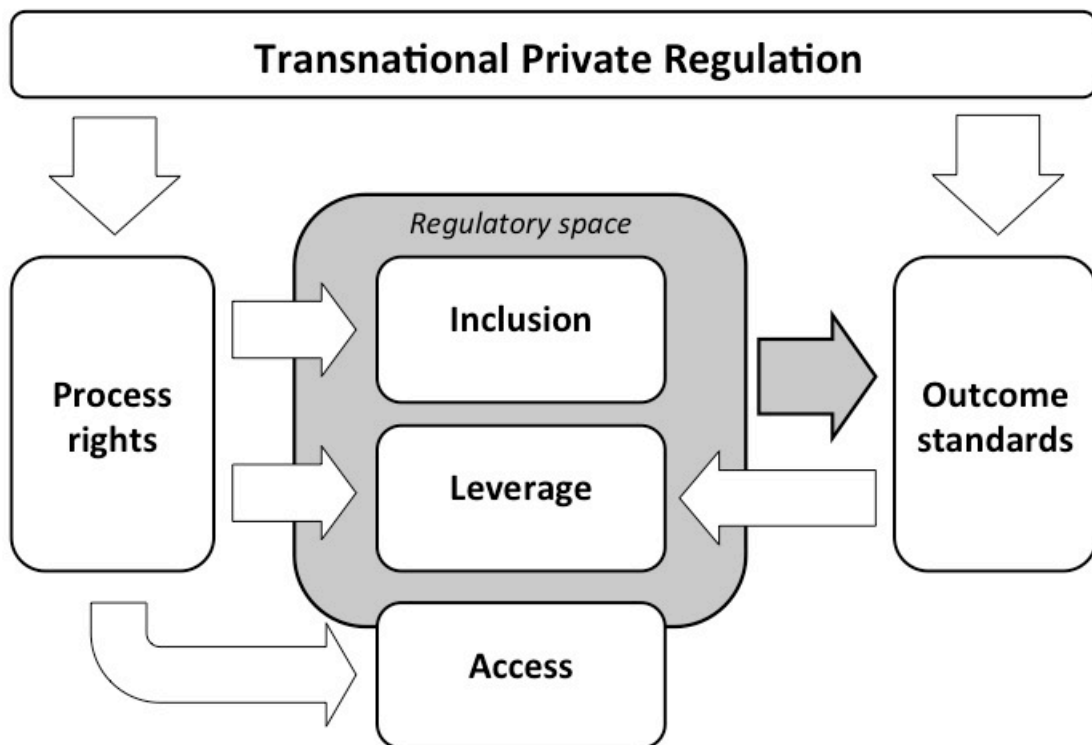 Transnational Private Regulation
Regulatory space
Inclusion
Process
rights
Outcome
standards
Leverage
Access